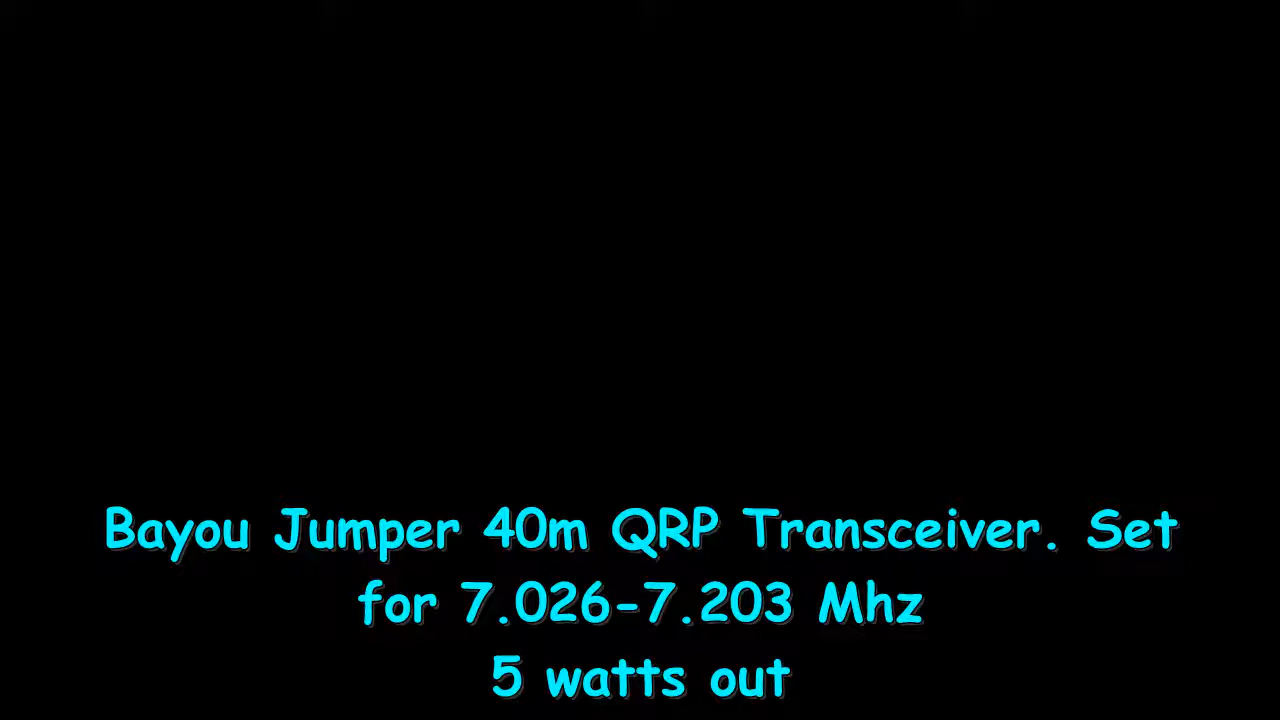 Bayou Jumper 40m QRP Transceiver. Set
for 7.026-7.203 Mhz
5 watts out